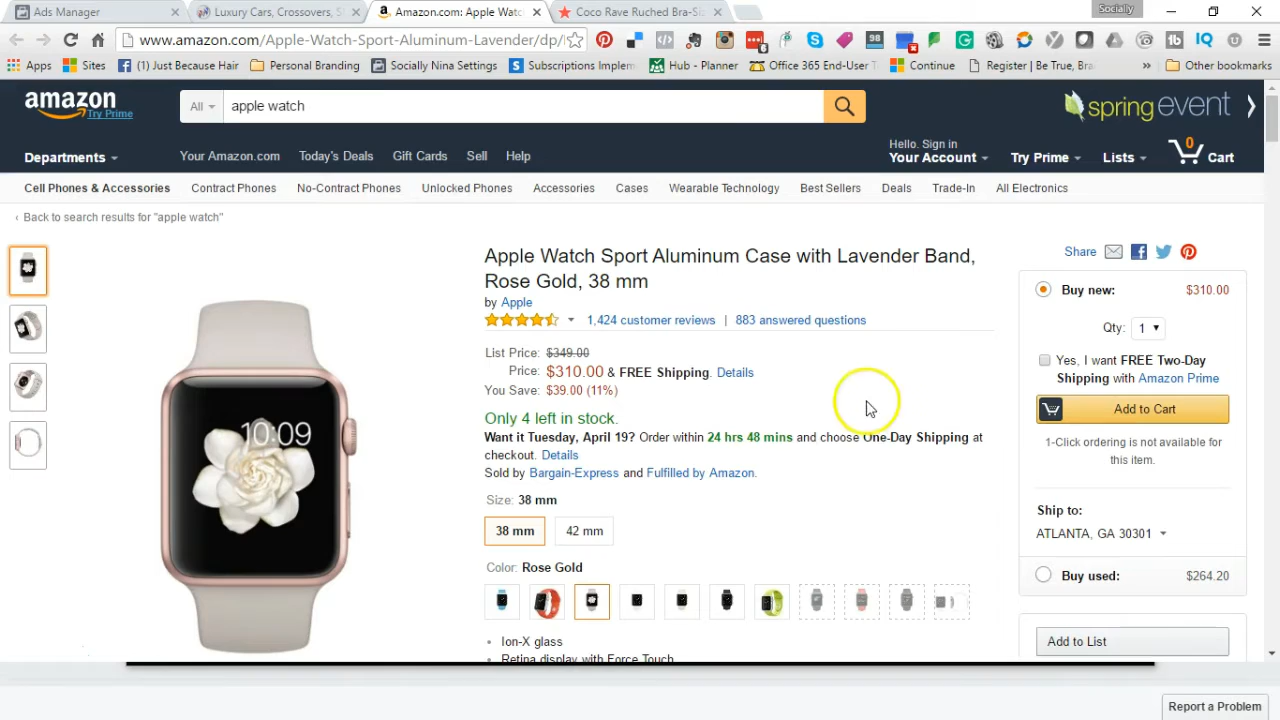 Ads Manager
Luxury Cars, Crossovers, S
Amazon.com: Apple Watc
Coco Rave Ruched Bra-Siz
Socially
www.amazon.com/Apple-Watch-Sport-Aluminum-Lavender/dp/
Apps
Sites
(1) Just Because Hair
Personal Branding
Socially Nina Settings
Subscriptions Implem
Hub - Planner
Office 365 End-User T
Continue
Register | Be True, Bra
»
Other bookmarks
amazon
Try Prime
All
apple watch
spring event
Departments
Your Amazon.com
Today's Deals
Gift Cards
Sell
Help
Hello. Sign in
Your Account
Try Prime
Lists
0
Cart
Cell Phones & Accessories
Contract Phones
No-Contract Phones
Unlocked Phones
Accessories
Cases
Wearable Technology
Best Sellers
Deals
Trade-In
All Electronics
‹ Back to search results for "apple watch"
Apple Watch Sport Aluminum Case with Lavender Band,
Rose Gold, 38 mm
by Apple
1,424 customer reviews | 883 answered questions
List Price: $349.00
Price: $310.00 & FREE Shipping. Details
You Save: $39.00 (11%)
Only 4 left in stock.
Want it Tuesday, April 19? Order within 24 hrs 48 mins and choose One-Day Shipping at
checkout. Details
Sold by Bargain-Express and Fulfilled by Amazon.
Size: 38 mm
38 mm
42 mm
Color: Rose Gold
• Ion-X glass
• Retina display with Force Touch
10:09
Share
Buy new: $310.00
Qty: 1
Yes, I want FREE Two-Day
Shipping with Amazon Prime
Add to Cart
1-Click ordering is not available for
this item.
Ship to:
ATLANTA, GA 30301
Buy used: $264.20
Add to List
Report a Problem